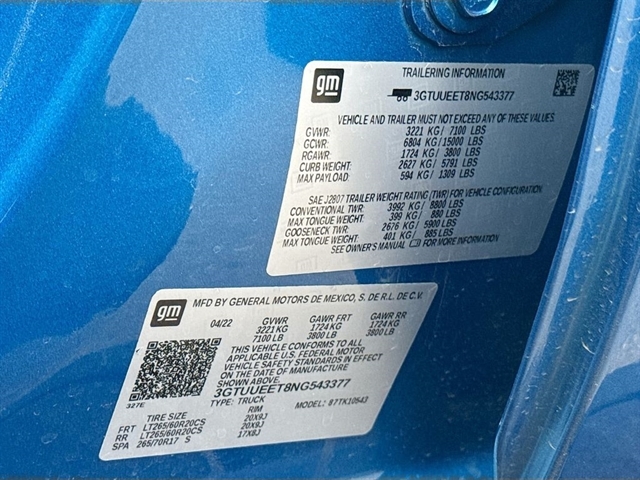 gm
TRAILERING INFORMATION
3GTUUEET8NG543377
VEHICLE AND TRAILER MUST NOT EXCEED ANY OF THESE VALUES
GVWR: 3221 KG / 7100 LBS
GCWR: 6804 KG / 15000 LBS
RGAWR: 1724 KG / 3800 LBS
CURB WEIGHT: 2627 KG / 5791 LBS
MAX PAYLOAD: 594 KG / 1309 LBS
SAE J2807 TRAILER WEIGHT RATING (TWR) FOR VEHICLE CONFIGURATION.
CONVENTIONAL TWR: 3992 KG / 8800 LBS
MAX TONGUE WEIGHT: 399 KG / 880 LBS
GOOSENECK TWR: 2676 KG / 5900 LBS
MAX TONGUE WEIGHT: 401 KG / 885 LBS
SEE OWNER'S MANUAL FOR MORE INFORMATION
gm
MFD BY GENERAL MOTORS DE MEXICO, S. DE R.L. DE C.V.
04/22 GVWR GAWR FRT GAWR RR
3221 KG 1724 KG 1724 KG
7100 LB 3800 LB 3800 LB
THIS VEHICLE CONFORMS TO ALL
APPLICABLE U.S. FEDERAL MOTOR
VEHICLE SAFETY STANDARDS IN EFFECT
ON THE DATE OF MANUFACTURE
SHOWN ABOVE.
3GTUUEET8NG543377
327E TYPE: TRUCK MODEL: 87TK10543
TIRE SIZE RIM
FRT LT265/60R20CS 20X9J
RR LT265/60R20CS 20X9J
SPA 265/70R17 S 17X8J